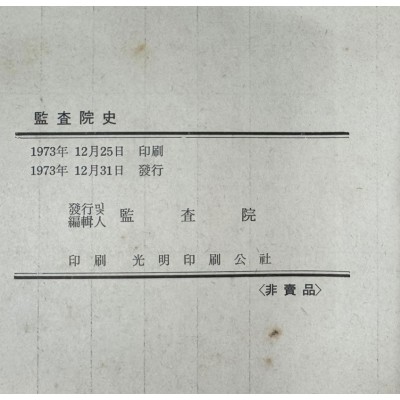 監査院史
1973年 12月25日 印刷
1973年 12月31日 發行
發行및
編輯人 監査院
印刷 光明印刷公社
〈非賣品〉